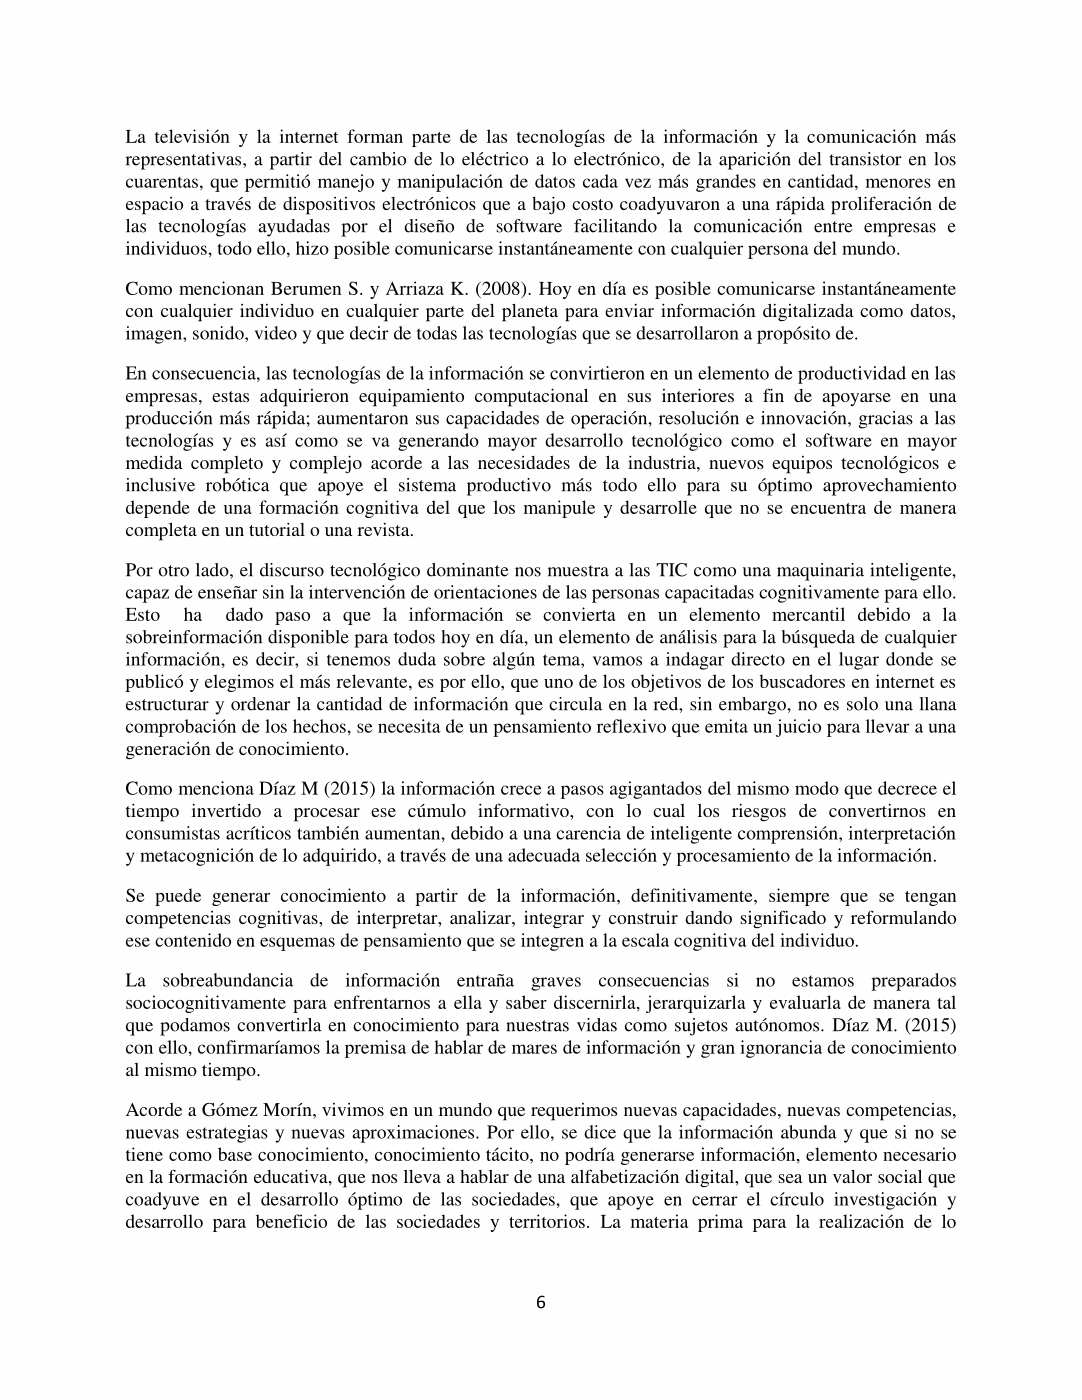 La televisión y la internet forman parte de las tecnologías de la información y la comunicación más
representativas, a partir del cambio de lo eléctrico a lo electrónico, de la aparición del transistor en los
cuarentas, que permitió manejo y manipulación de datos cada vez más grandes en cantidad, menores en
espacio a través de dispositivos electrónicos que a bajo costo coadyuvaron a una rápida proliferación de
las tecnologías ayudadas por el diseño de software facilitando la comunicación entre empresas e
individuos, todo ello, hizo posible comunicarse instantáneamente con cualquier persona del mundo.
Como mencionan Berumen S. y Arriaza K. (2008). Hoy en día es posible comunicarse instantáneamente
con cualquier individuo en cualquier parte del planeta para enviar información digitalizada como datos,
imagen, sonido, video y que decir de todas las tecnologías que se desarrollaron a propósito de.
En consecuencia, las tecnologías de la información se convirtieron en un elemento de productividad en las
empresas, estas adquirieron equipamiento computacional en sus interiores a fin de apoyarse en una
producción más rápida; aumentaron sus capacidades de operación, resolución e innovación, gracias a las
tecnologías y es así como se va generando mayor desarrollo tecnológico como el software en mayor
medida completo y complejo acorde a las necesidades de la industria, nuevos equipos tecnológicos e
inclusive robótica que apoye el sistema productivo más todo ello para su óptimo aprovechamiento
depende de una formación cognitiva del que los manipule y desarrolle que no se encuentra de manera
completa en un tutorial o una revista.
Por otro lado, el discurso tecnológico dominante nos muestra a las TIC como una maquinaria inteligente,
capaz de enseñar sin la intervención de orientaciones de las personas capacitadas cognitivamente para ello.
Esto ha dado paso a que la información se convierta en un elemento mercantil debido a la
sobreinformación disponible para todos hoy en día, un elemento de análisis para la búsqueda de cualquier
información, es decir, si tenemos duda sobre algún tema, vamos a indagar directo en el lugar donde se
publicó y elegimos el más relevante, es por ello, que uno de los objetivos de los buscadores en internet es
estructurar y ordenar la cantidad de información que circula en la red, sin embargo, no es solo una llana
comprobación de los hechos, se necesita de un pensamiento reflexivo que emita un juicio para llevar a una
generación de conocimiento.
Como menciona Díaz M (2015) la información crece a pasos agigantados del mismo modo que decrece el
tiempo invertido a procesar ese cúmulo informativo, con lo cual los riesgos de convertirnos en
consumistas acríticos también aumentan, debido a una carencia de inteligente comprensión, interpretación
y metacognición de lo adquirido, a través de una adecuada selección y procesamiento de la información.
Se puede generar conocimiento a partir de la información, definitivamente, siempre que se tengan
competencias cognitivas, de interpretar, analizar, integrar y construir dando significado y reformulando
ese contenido en esquemas de pensamiento que se integren a la escala cognitiva del individuo.
La sobreabundancia de información entraña graves consecuencias si no estamos preparados
sociocognitivamente para enfrentarnos a ella y saber discernirla, jerarquizarla y evaluarla de manera tal
que podamos convertirla en conocimiento para nuestras vidas como sujetos autónomos. Díaz M. (2015)
con ello, confirmaríamos la premisa de hablar de mares de información y gran ignorancia de conocimiento
al mismo tiempo.
Acorde a Gómez Morín, vivimos en un mundo que requerimos nuevas capacidades, nuevas competencias,
nuevas estrategias y nuevas aproximaciones. Por ello, se dice que la información abunda y que si no se
tiene como base conocimiento, conocimiento tácito, no podría generarse información, elemento necesario
en la formación educativa, que nos lleva a hablar de una alfabetización digital, que sea un valor social que
coadyuve en el desarrollo óptimo de las sociedades, que apoye en cerrar el círculo investigación y
desarrollo para beneficio de las sociedades y territorios. La materia prima para la realización de lo
6